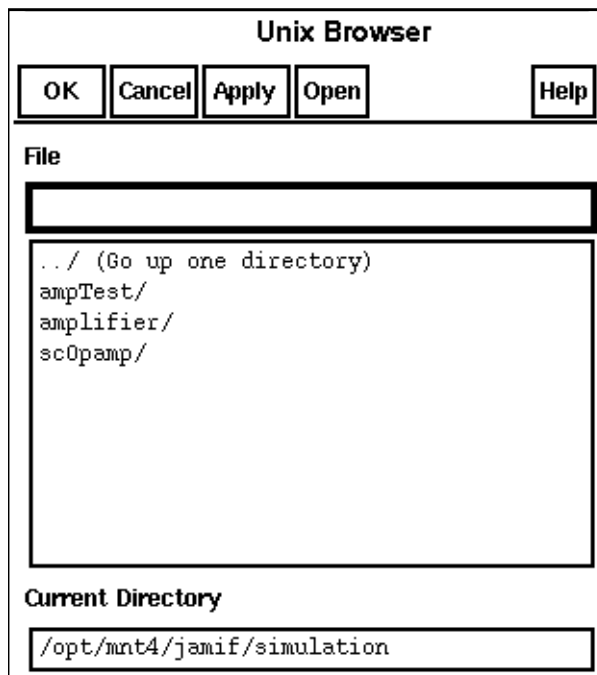 Unix Browser
OK Cancel Apply Open Help
File
../ (Go up one directory)
ampTest/
amplifier/
scOpamp/
Current Directory
/opt/mnt4/jamif/simulation